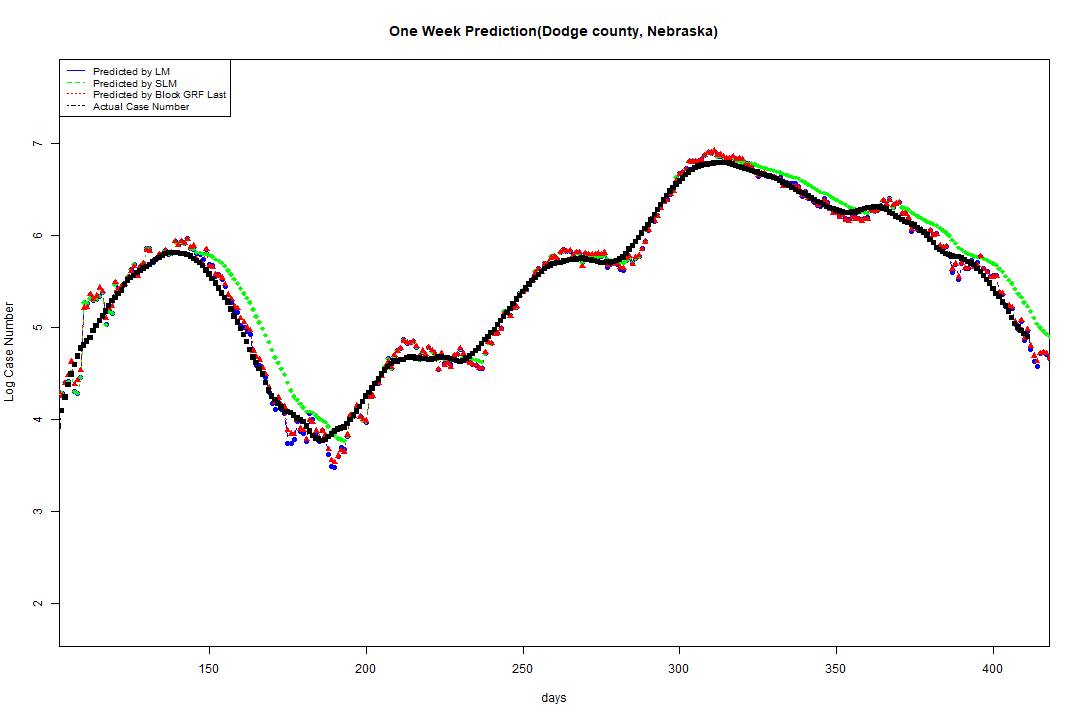 One Week Prediction(Dodge county, Nebraska)
Predicted by LM
Predicted by SLM
Predicted by Block GRF Last
Actual Case Number
7
6
5
4
3
2
Log Case Number
150 200 250 300 350 400
days